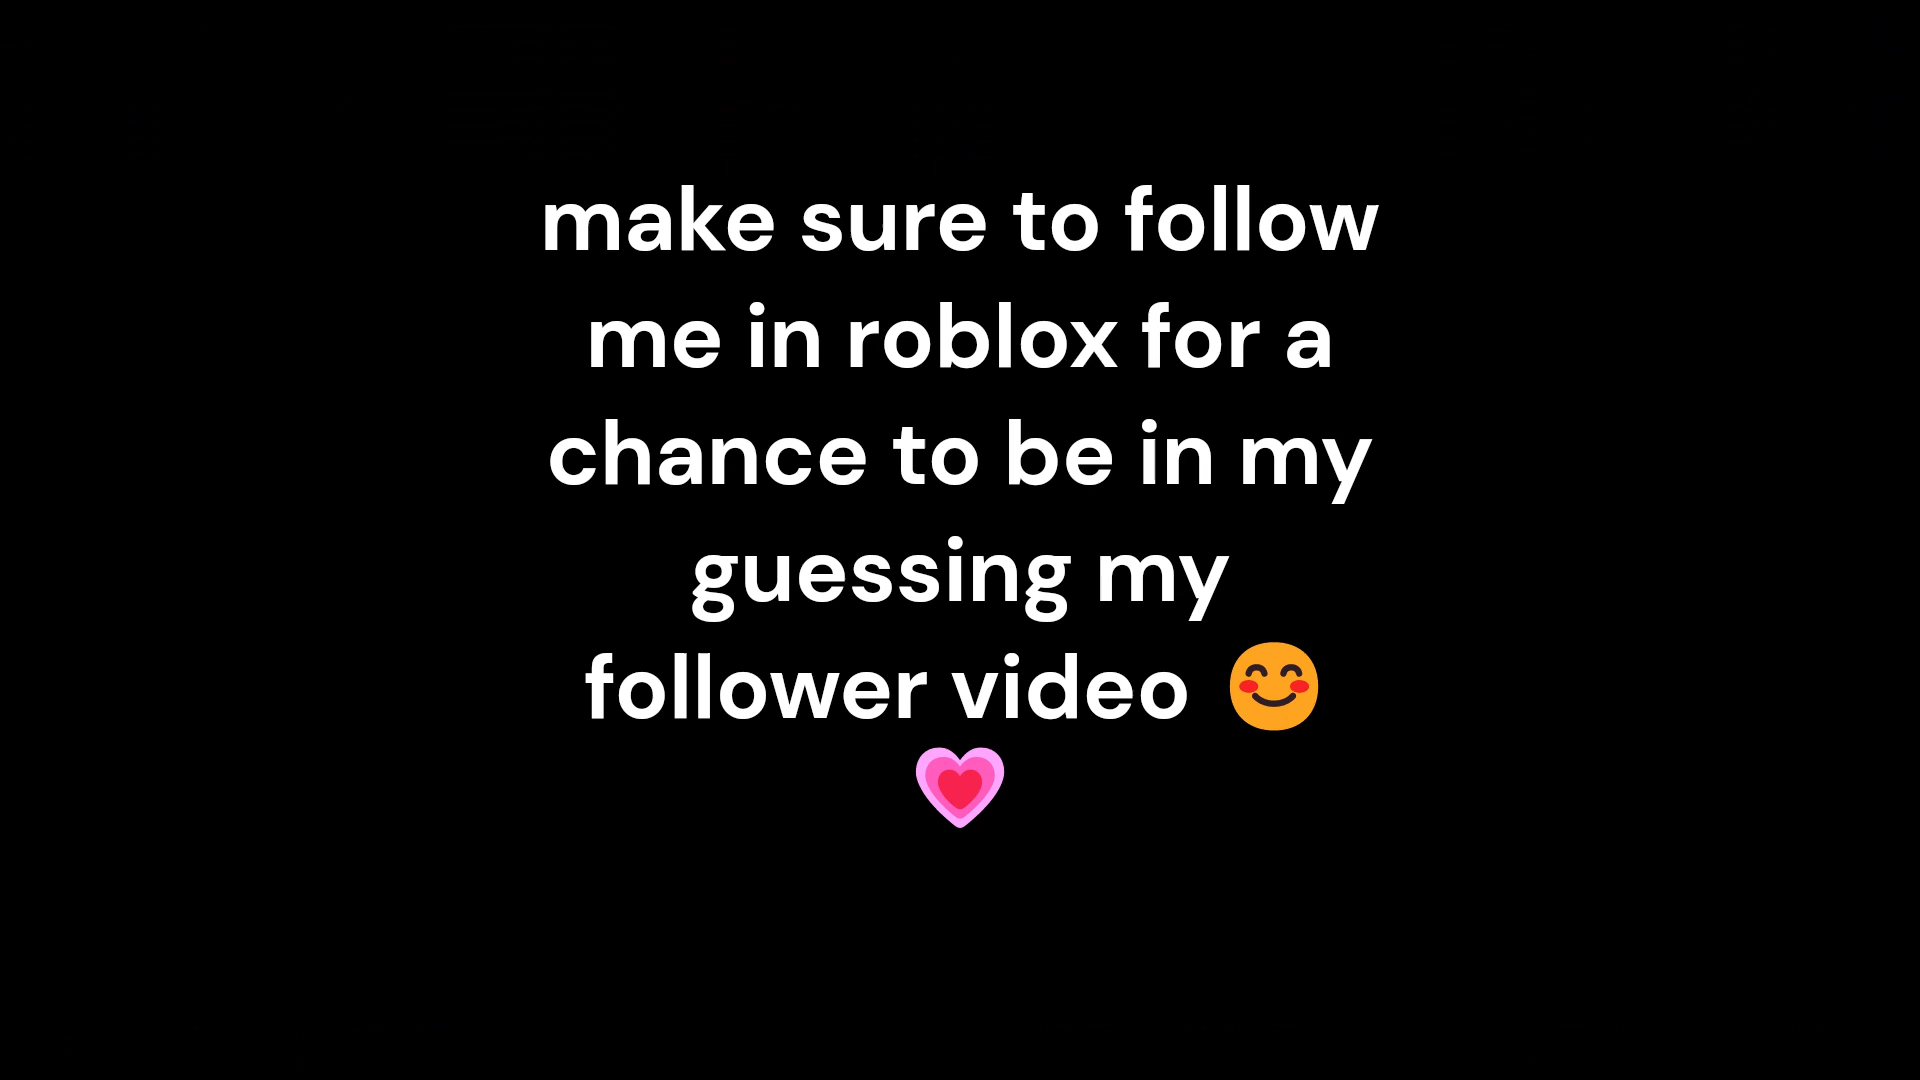 make sure to follow
me in roblox for a
chance to be in my
guessing my
follower video 😊
💗